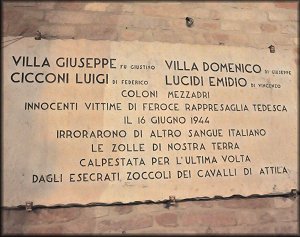 VILLA GIUSEPPE FU GIUSTINO VILLA DOMENICO DI GIUSEPPE
CICCONI LUIGI DI FEDERICO LUCIDI EMIDIO DI VINCENZO
COLONI MEZZADRI
INNOCENTI VITTIME DI FEROCE RAPPRESAGLIA TEDESCA
IL 16 GIUGNO 1944
IRRORARONO DI ALTRO SANGUE ITALIANO
LE ZOLLE DI NOSTRA TERRA
CALPESTATA PER L'ULTIMA VOLTA
DAGLI ESECRATI ZOCCOLI DEI CAVALLI DI ATTILA